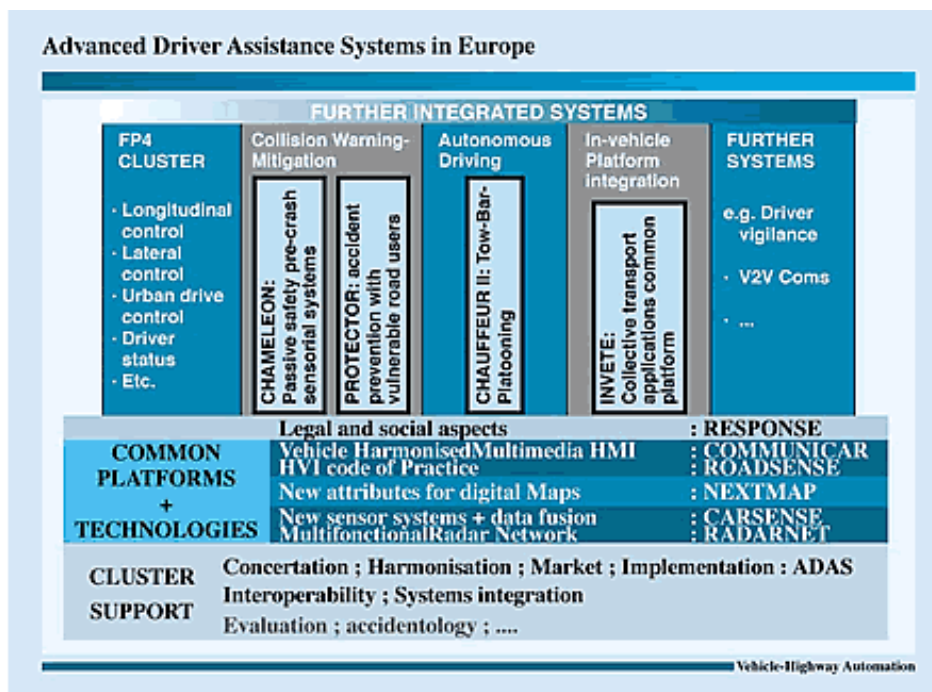 Advanced Driver Assistance Systems in Europe
FURTHER INTEGRATED SYSTEMS
FP4
CLUSTER
· Longitudinal
control
· Lateral
control
· Urban drive
control
· Driver
status
· Etc.
Collision Warning-
Mitigation
CHAMELEON:
Passive safety pre-crash
sensorial systems
PROTECTOR: accident
prevention with
vulnerable road users
Autonomous
Driving
CHAUFFEUR II: Tow-Bar-
Platooning
In-vehicle
Platform
integration
INVETE:
Collective transport
applications common
platform
FURTHER
SYSTEMS
e.g. Driver
vigilance
· V2V Coms
· ...
Legal and social aspects : RESPONSE
COMMON
PLATFORMS
+
TECHNOLOGIES
Vehicle HarmonisedMultimedia HMI : COMMUNICAR
HVI code of Practice : ROADSENSE
New attributes for digital Maps : NEXTMAP
New sensor systems + data fusion : CARSENSE
MultifonctionalRadar Network : RADARNET
CLUSTER
SUPPORT
Concertation ; Harmonisation ; Market ; Implementation : ADAS
Interoperability ; Systems integration
Evaluation ; accidentology ; ....
Vehicle-Highway Automation